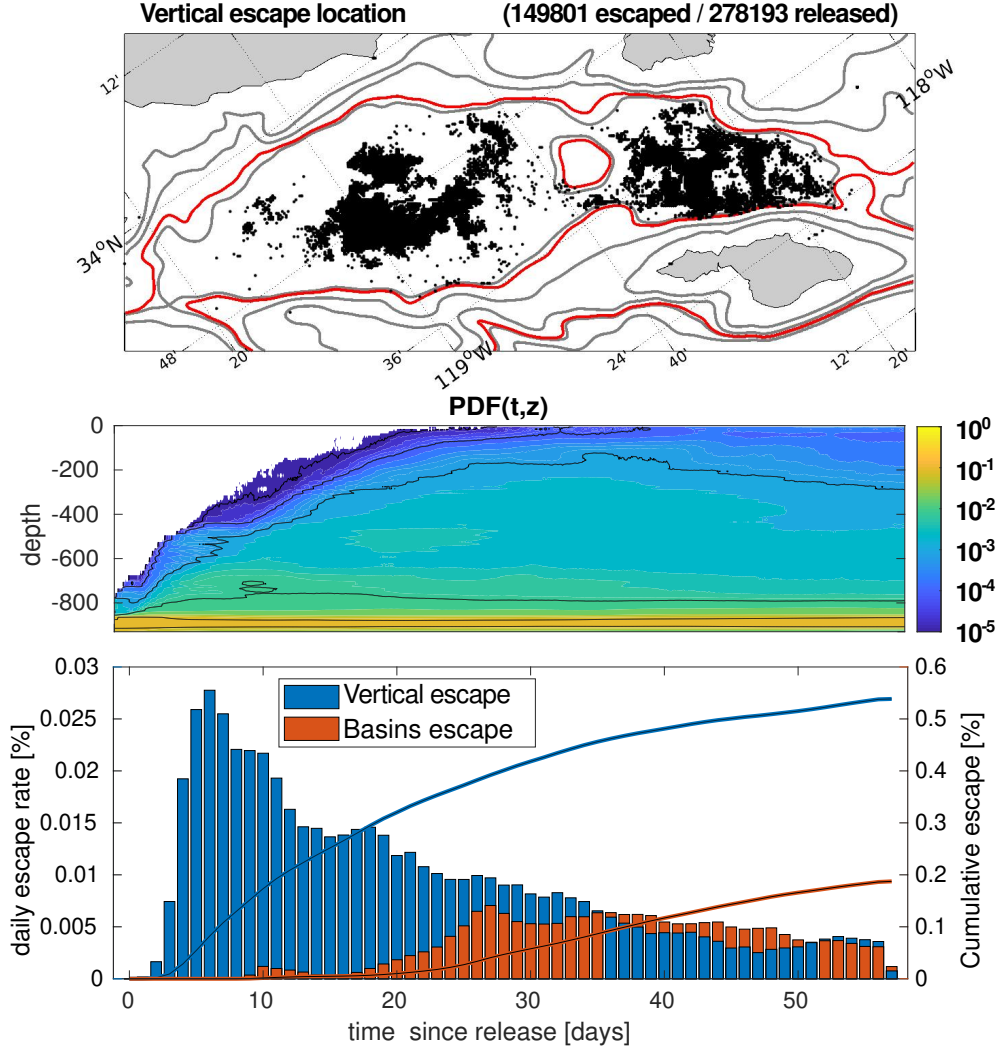 Vertical escape location (149801 escaped / 278193 released)
12'
118°W
34°N
48'
20'
36'
119°W
24'
40'
12'
20'
PDF(t,z)
depth
0
-200
-400
-600
-800
10^0
10^-1
10^-2
10^-3
10^-4
10^-5
daily escape rate [%]
0.03
0.025
0.02
0.015
0.01
0.005
0
Vertical escape
Basins escape
0.6
0.5
0.4
0.3
0.2
0.1
0
Cumulative escape [%]
0 10 20 30 40 50
time since release [days]